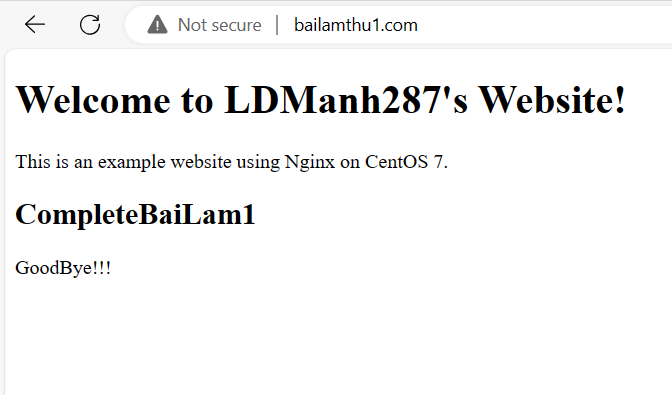 Not secure | bailamthu1.com
Welcome to LDManh287's Website!
This is an example website using Nginx on CentOS 7.
CompleteBaiLam1
GoodBye!!!